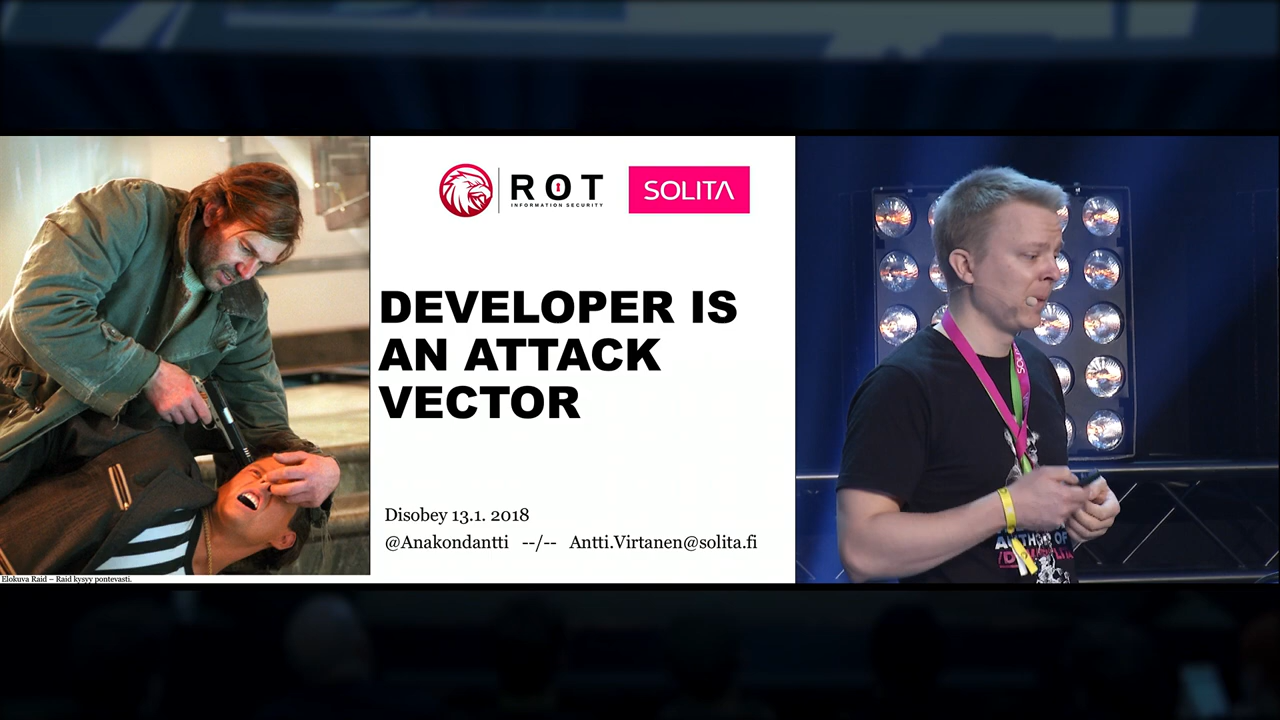 ROT
INFORMATION SECURITY
SOLITA
DEVELOPER IS
AN ATTACK
VECTOR
Disobey 13.1. 2018
@Anakondantti --/-- Antti.Virtanen@solita.fi
Elokuva Raid – Raid kysyy pontevasti.
SOLITA